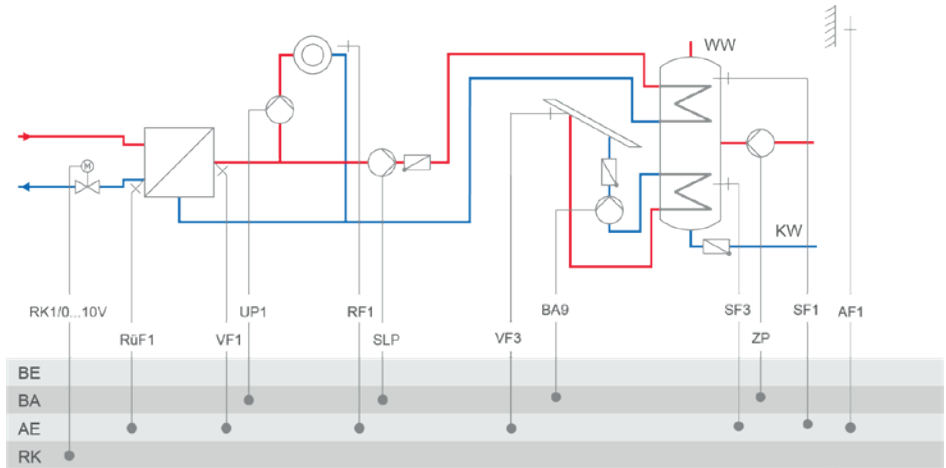 WW
M
KW
RK1/0...10V
UP1
RF1
BA9
SF3
SF1
AF1
RüF1
VF1
SLP
VF3
ZP
BE
BA
AE
RK